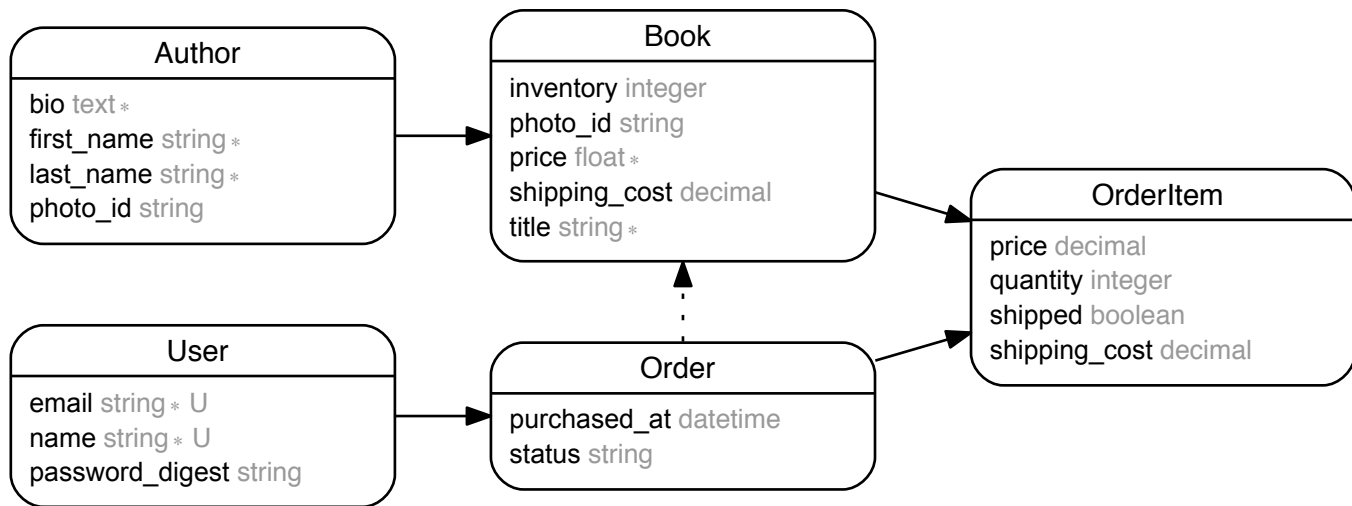 Author
bio text *
first_name string *
last_name string *
photo_id string
Book
inventory integer
photo_id string
price float *
shipping_cost decimal
title string *
OrderItem
price decimal
quantity integer
shipped boolean
shipping_cost decimal
User
email string * U
name string * U
password_digest string
Order
purchased_at datetime
status string